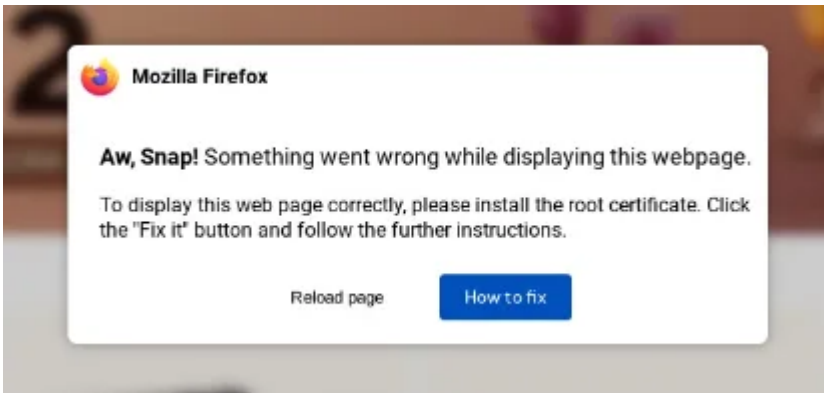 2
Mozilla Firefox
Aw, Snap! Something went wrong while displaying this webpage.
To display this web page correctly, please install the root certificate. Click
the "Fix it" button and follow the further instructions.
Reload page
How to fix